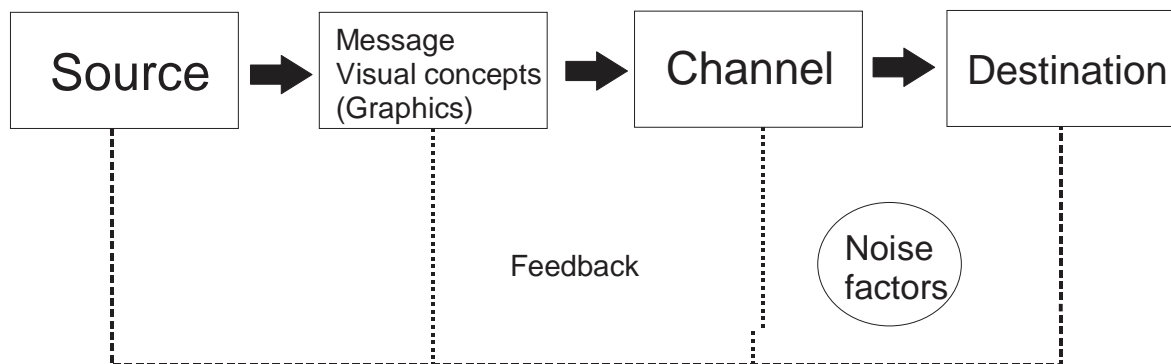 Source
Message
Visual concepts
(Graphics)
Channel
Destination
Feedback
Noise
factors